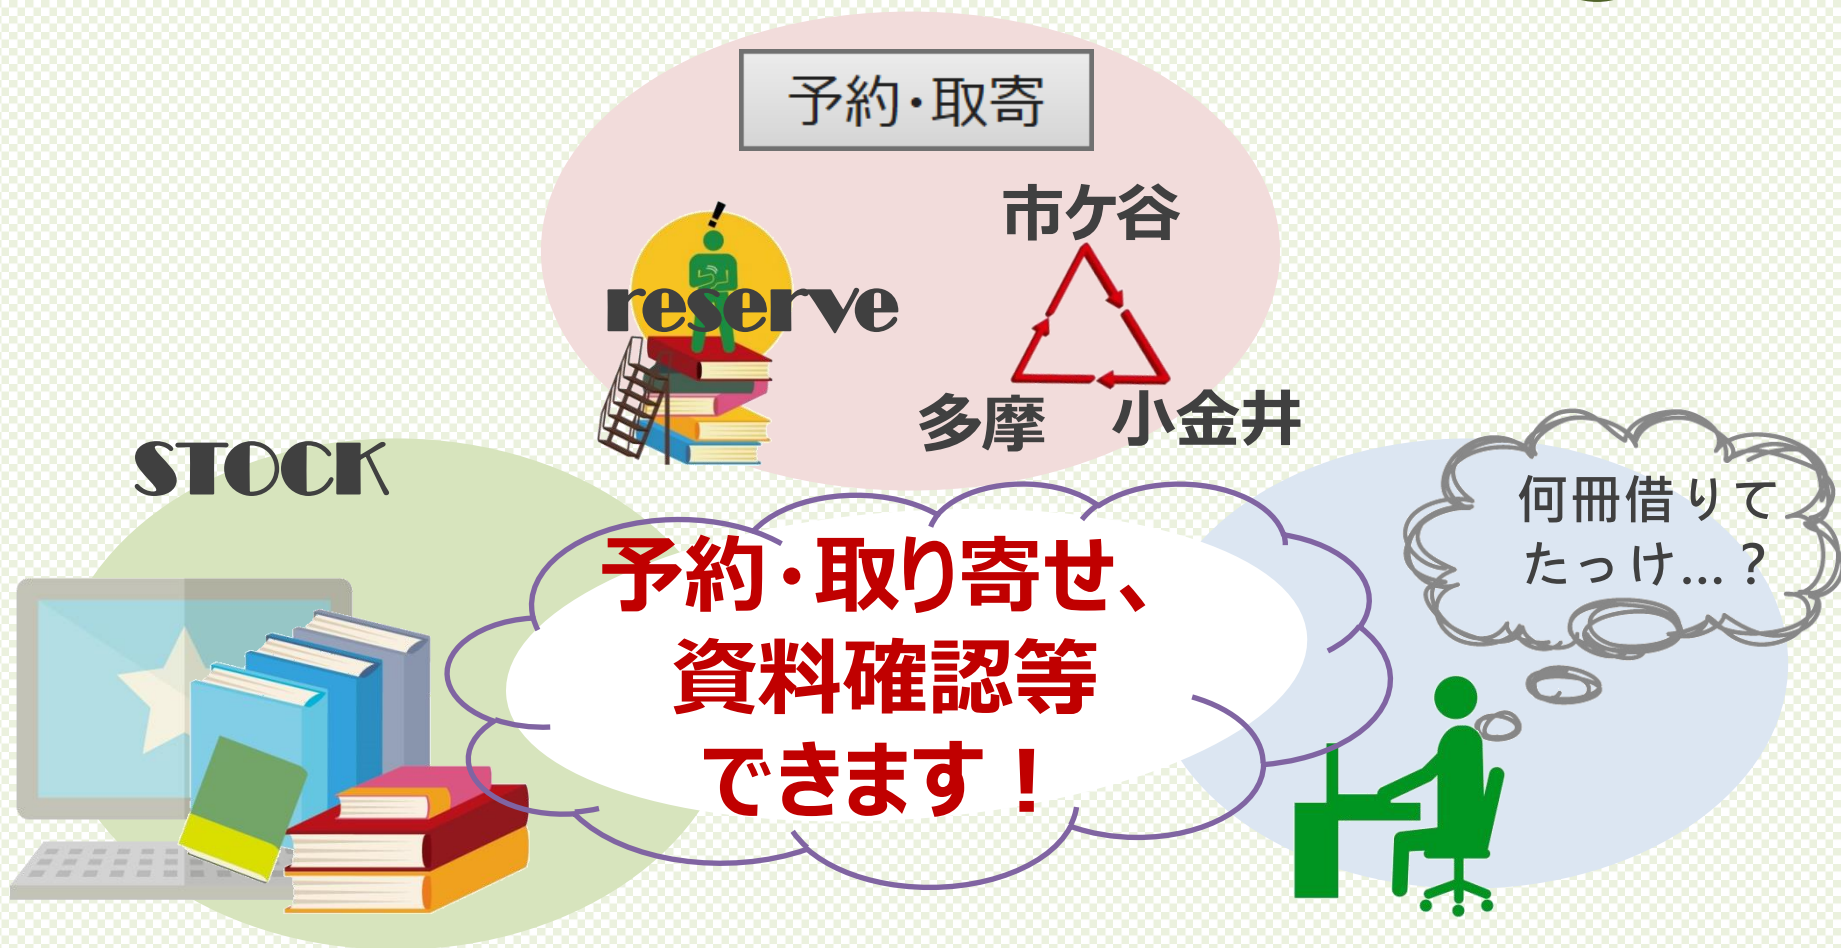 予約・取寄
市ケ谷
!
reserve
多摩 小金井
STOCK
何冊借りて
たっけ…？
予約・取り寄せ、
資料確認等
できます！